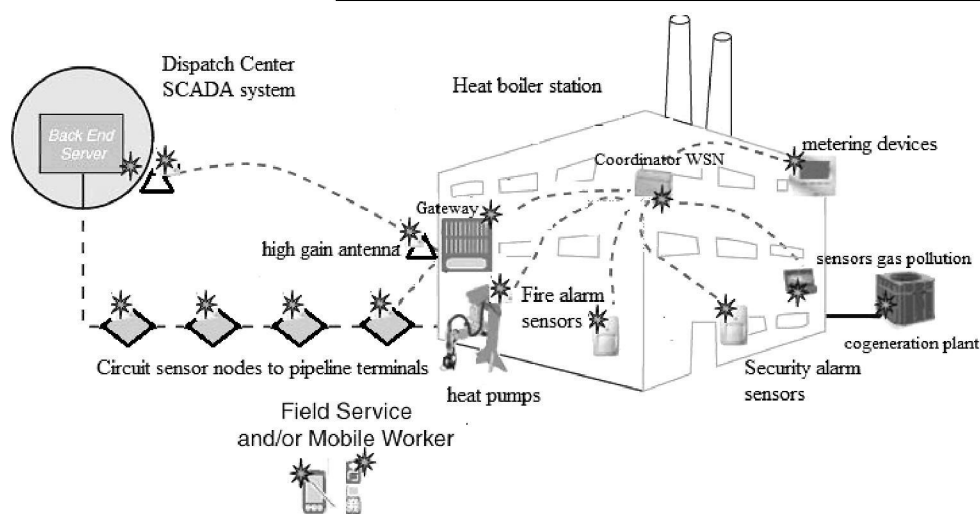 Dispatch Center
SCADA system
Back End
Server
Heat boiler station
Coordinator WSN
metering devices
Gateway
high gain antenna
sensors gas pollution
Fire alarm
sensors
cogeneration plant
Circuit sensor nodes to pipeline terminals
heat pumps
Security alarm
sensors
Field Service
and/or Mobile Worker